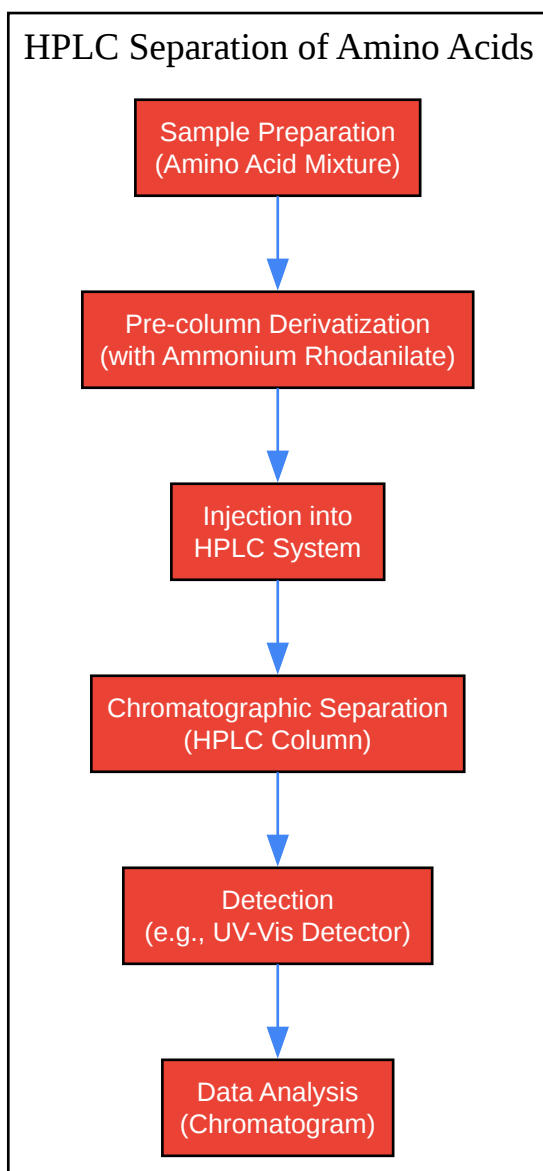 HPLC Separation of Amino Acids
Sample Preparation
(Amino Acid Mixture)
Pre-column Derivatization
(with Ammonium Rhodanilate)
Injection into
HPLC System
Chromatographic Separation
(HPLC Column)
Detection
(e.g., UV-Vis Detector)
Data Analysis
(Chromatogram)